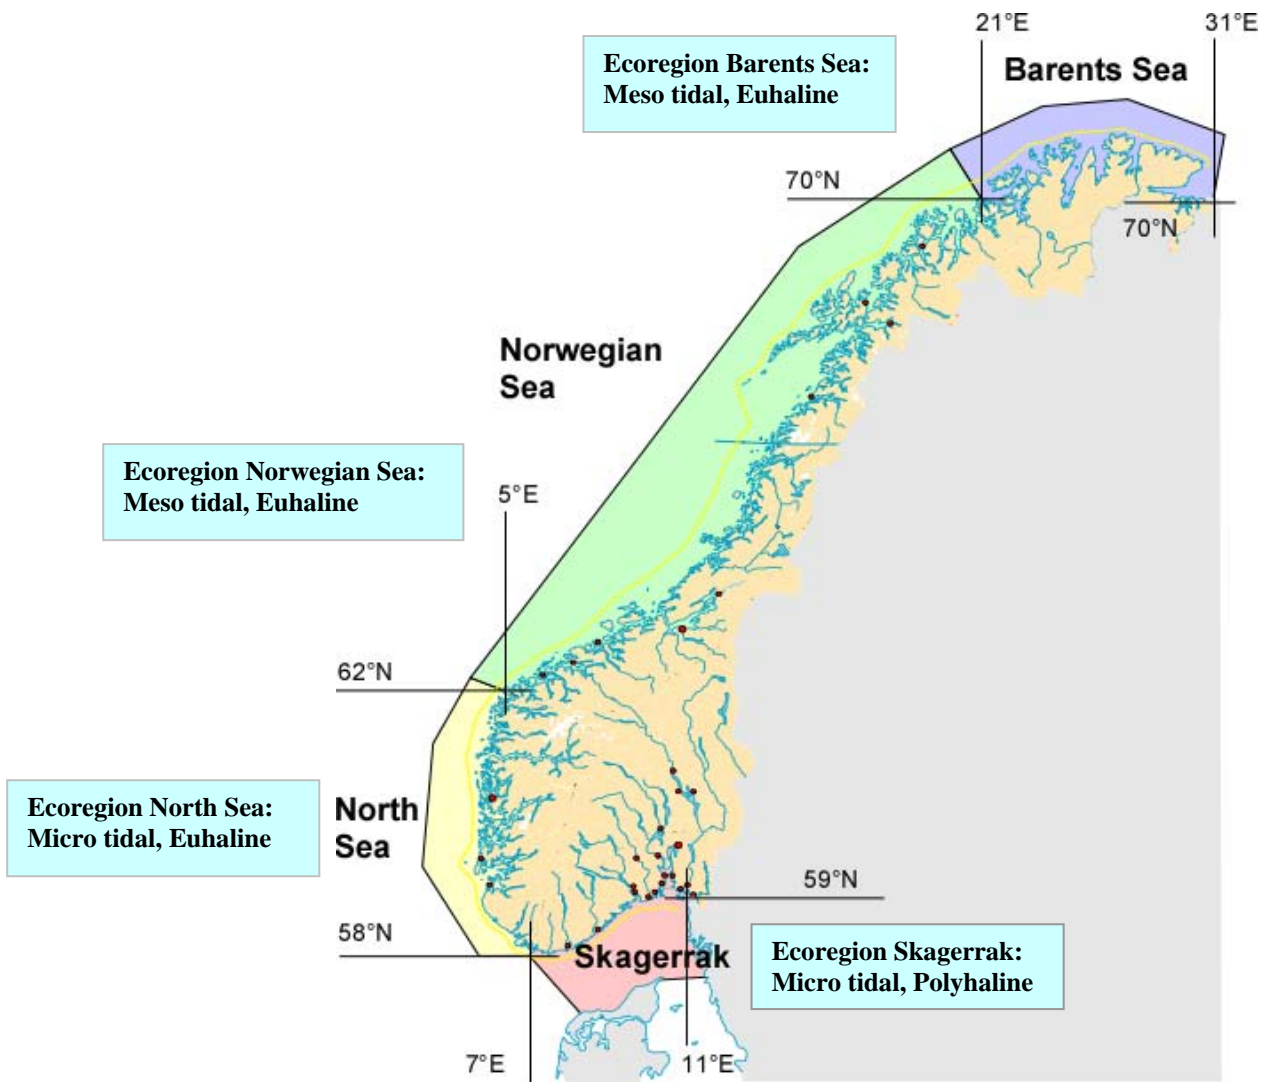 21°E
31°E
Ecoregion Barents Sea:
Meso tidal, Euhaline
Barents Sea
70°N
70°N
Norwegian
Sea
Ecoregion Norwegian Sea:
Meso tidal, Euhaline
5°E
62°N
Ecoregion North Sea:
Micro tidal, Euhaline
North
Sea
59°N
58°N
Skagerrak
Ecoregion Skagerrak:
Micro tidal, Polyhaline
7°E
11°E